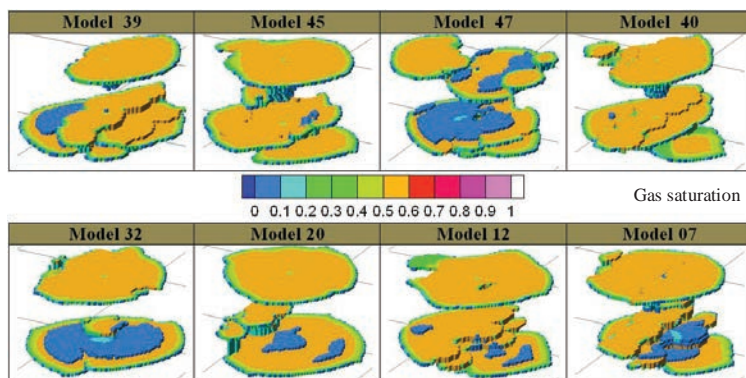 Model 39 Model 45 Model 47 Model 40
0 0.1 0.2 0.3 0.4 0.5 0.6 0.7 0.8 0.9 1
Gas saturation
Model 32 Model 20 Model 12 Model 07